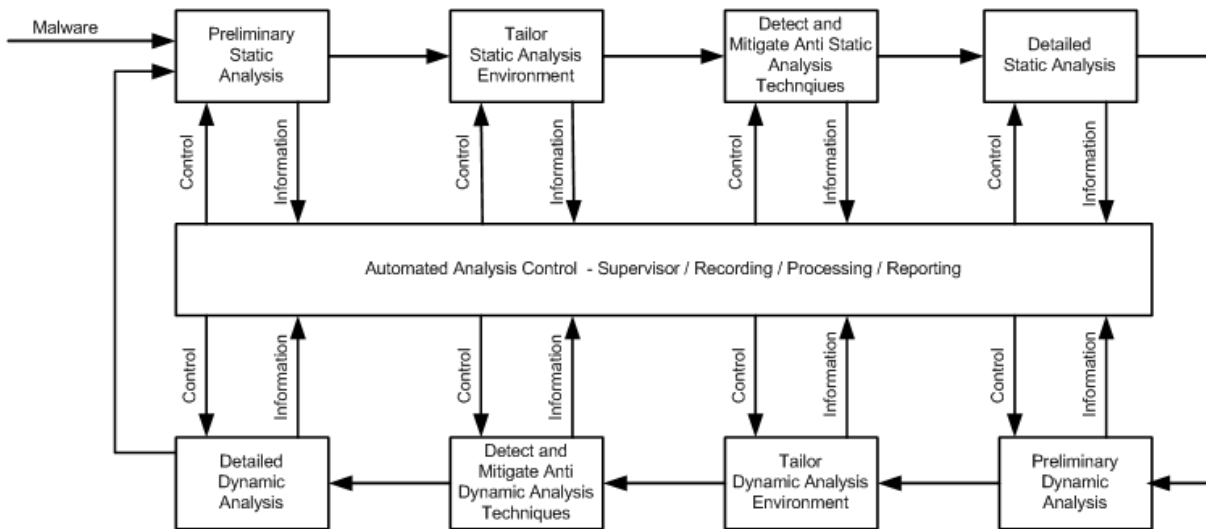 Malware
Preliminary
Static
Analysis
Tailor
Static Analysis
Environment
Detect and
Mitigate Anti Static
Analysis
Technqiues
Detailed
Static Analysis
Control
Information
Control
Information
Control
Information
Control
Information
Automated Analysis Control - Supervisor / Recording / Processing / Reporting
Control
Information
Control
Information
Control
Information
Control
Information
Detailed
Dynamic
Analysis
Detect and
Mitigate Anti
Dynamic Analysis
Techniques
Tailor
Dynamic Analysis
Environment
Preliminary
Dynamic
Analysis